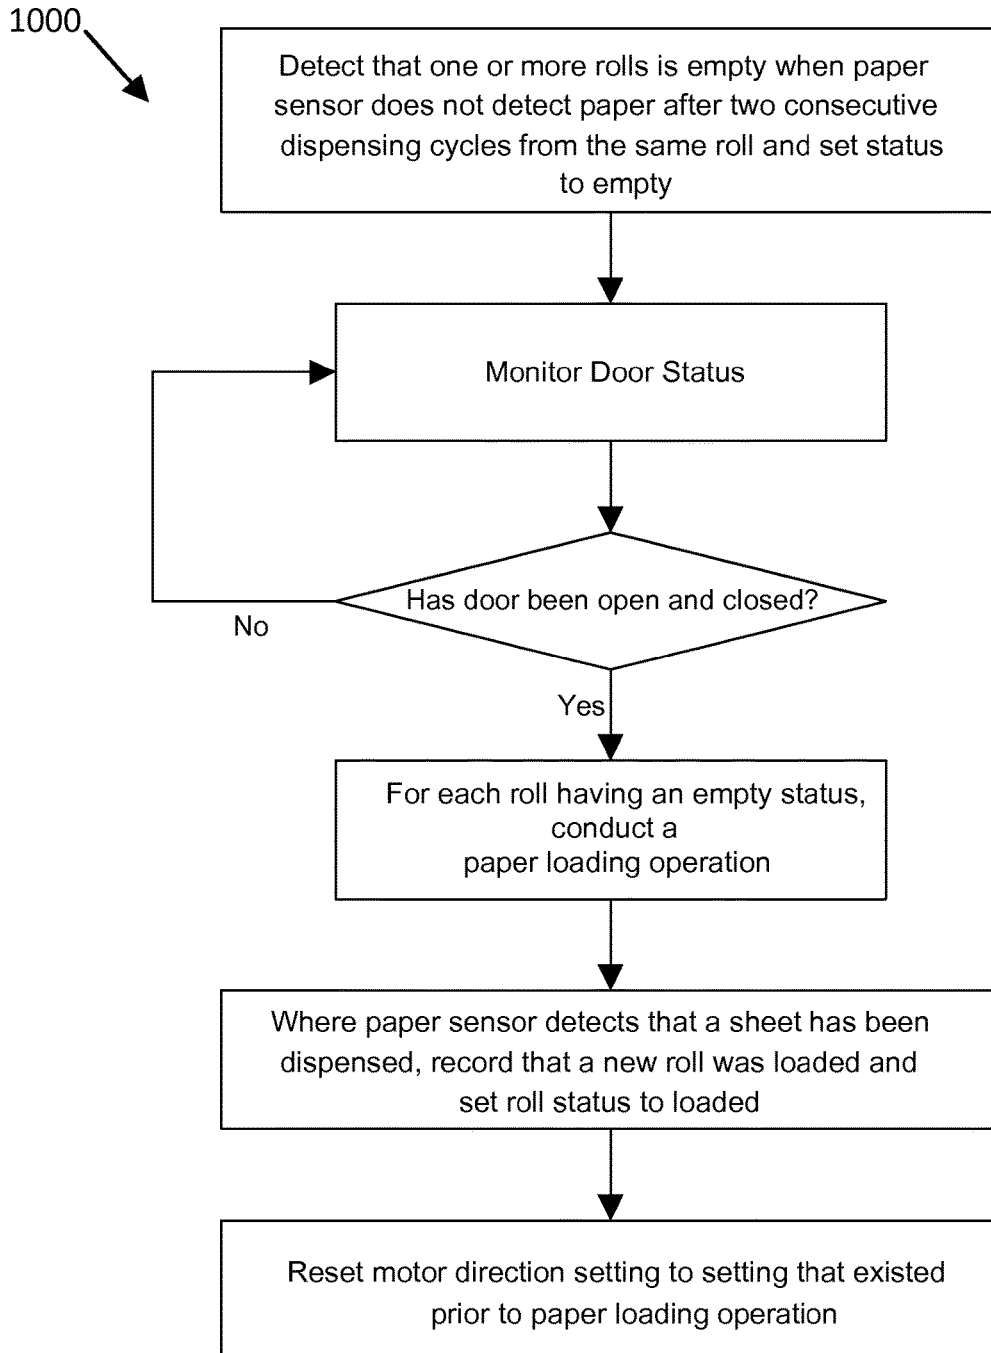 1000
Detect that one or more rolls is empty when paper
sensor does not detect paper after two consecutive
dispensing cycles from the same roll and set status
to empty
Monitor Door Status
Has door been open and closed?
No
Yes
For each roll having an empty status,
conduct a
paper loading operation
Where paper sensor detects that a sheet has been
dispensed, record that a new roll was loaded and
set roll status to loaded
Reset motor direction setting to setting that existed
prior to paper loading operation